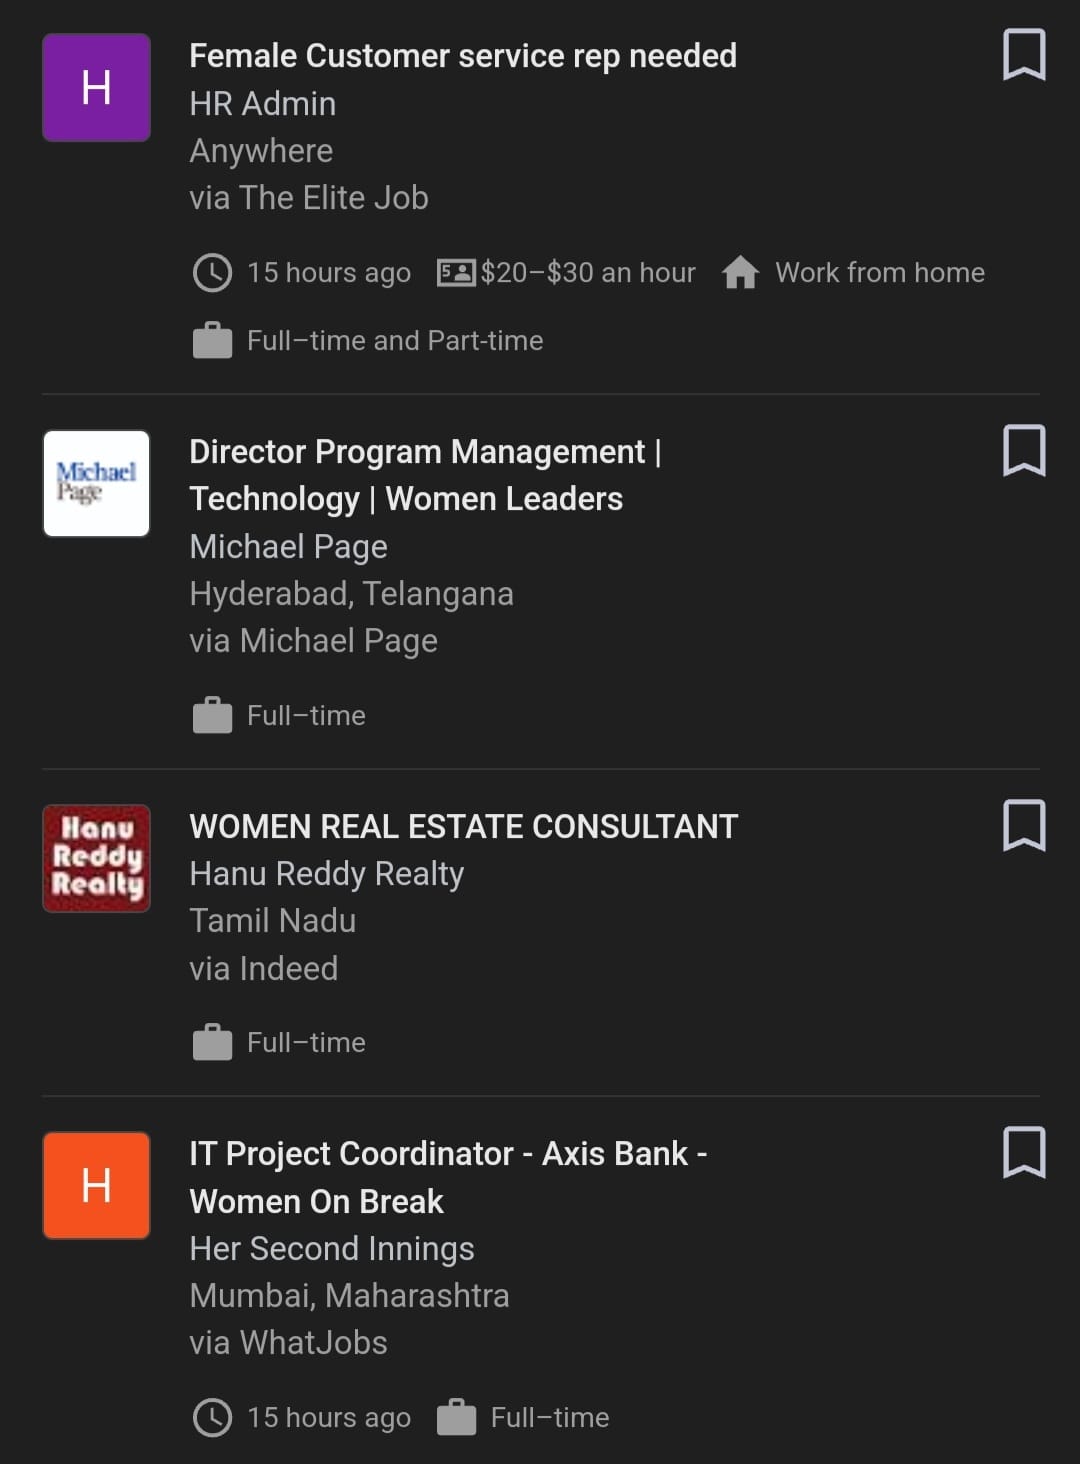 H
Female Customer service rep needed
HR Admin
Anywhere
via The Elite Job
15 hours ago $20–$30 an hour Work from home
Full–time and Part-time
Michael
Page
Director Program Management |
Technology | Women Leaders
Michael Page
Hyderabad, Telangana
via Michael Page
Full–time
Hanu
Reddy
Realty
WOMEN REAL ESTATE CONSULTANT
Hanu Reddy Realty
Tamil Nadu
via Indeed
Full–time
H
IT Project Coordinator - Axis Bank -
Women On Break
Her Second Innings
Mumbai, Maharashtra
via WhatJobs
15 hours ago Full–time